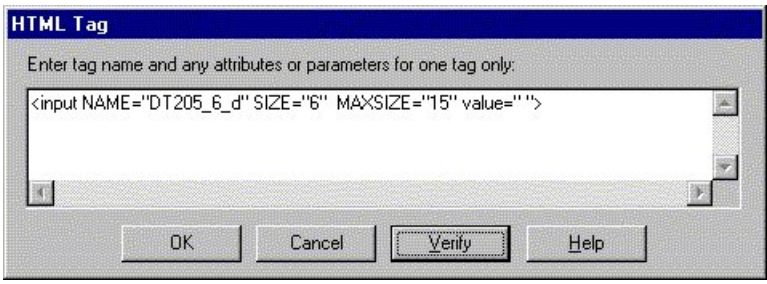 HTML Tag
Enter tag name and any attributes or parameters for one tag only:
<input NAME="DT205_6_d" SIZE="6"  MAXSIZE="15" value=" ">
OK Cancel Verify Help